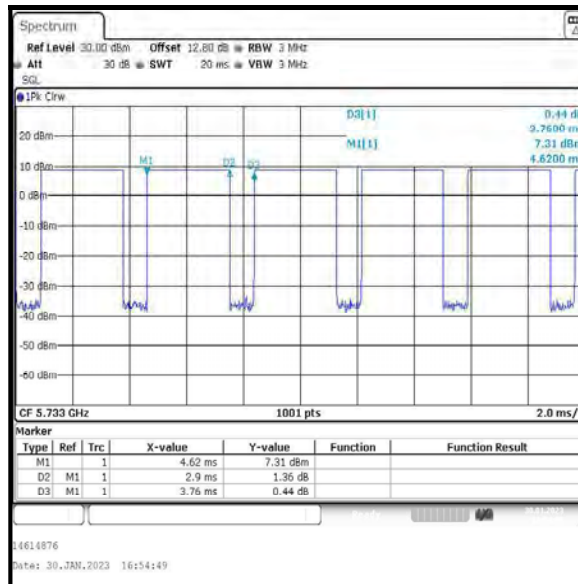 Spectrum
Ref Level 30.00 dBm Offset 12.80 dB RBW 3 MHz
Att 30 dB SWT 20 ms VBW 3 MHz
SGL
1Pk Clrw
D3[1] 0.44 d
3.7600 m
M1[1] 7.31 dBm
4.6200 m
20 dBm
10 dBm
M1 D2 D3
0 dBm
-10 dBm
-20 dBm
-30 dBm
-40 dBm
-50 dBm
-60 dBm
CF 5.733 GHz 1001 pts 2.0 ms/
Marker
Type Ref Trc X-value Y-value Function Function Result
M1 1 4.62 ms 7.31 dBm
D2 M1 1 2.9 ms 1.36 dB
D3 M1 1 3.76 ms 0.44 dB
14614876
Date: 30.JAN.2023 16:54:49